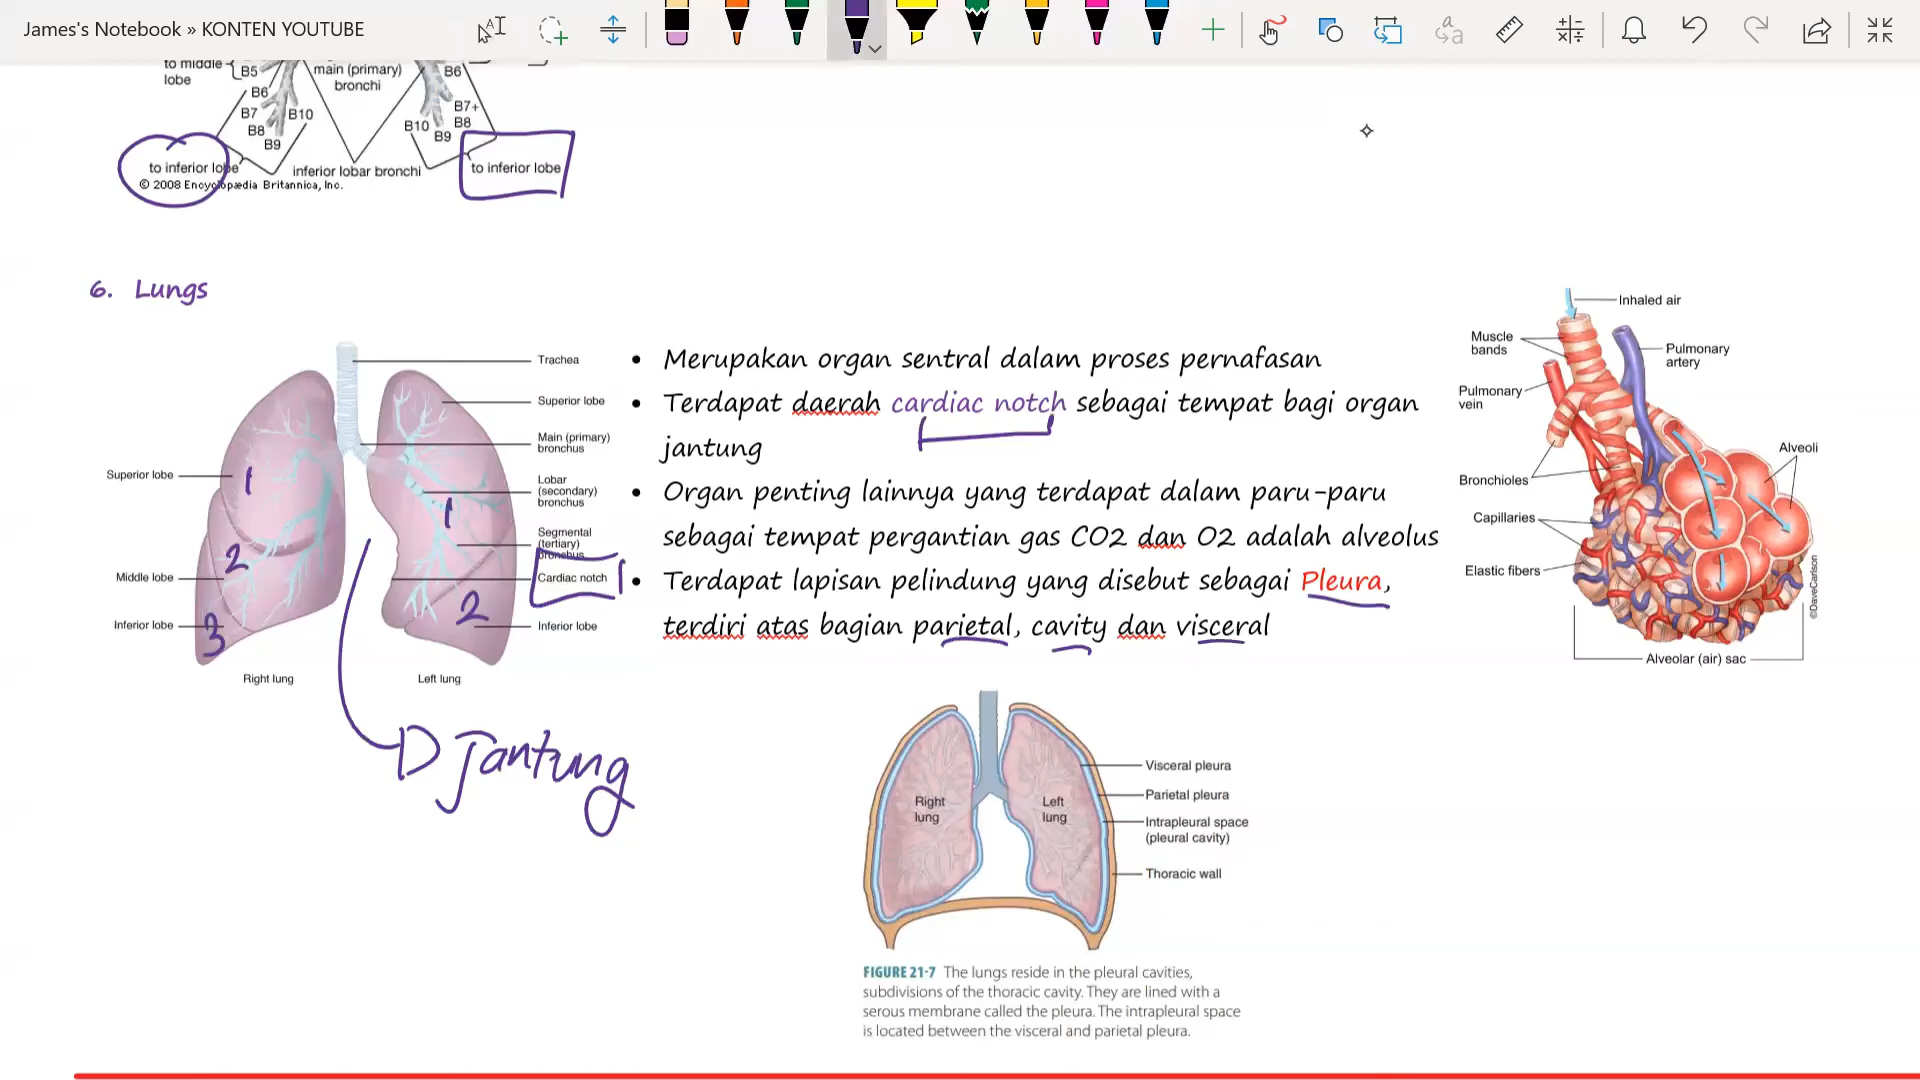 James's Notebook » KONTEN YOUTUBE
to middle
lobe
B5
B6
B7
B8
B9
B10
main (primary)
bronchi
B6
B7+
B8
B10
B9
to inferior lobe
inferior lobar bronchi
to inferior lobe
© 2008 Encyclopædia Britannica, Inc.
6. Lungs
Trachea
Superior lobe
Main (primary)
bronchus
Lobar
(secondary)
bronchus
Segmental
(tertiary)
bronchus
Cardiac notch
Inferior lobe
Superior lobe
Middle lobe
Inferior lobe
1
2
3
1
2
Right lung
Left lung
Jantung
• Merupakan organ sentral dalam proses pernafasan
• Terdapat daerah cardiac notch sebagai tempat bagi organ
jantung
• Organ penting lainnya yang terdapat dalam paru-paru
sebagai tempat pergantian gas CO2 dan O2 adalah alveolus
• Terdapat lapisan pelindung yang disebut sebagai Pleura,
terdiri atas bagian parietal, cavity dan visceral
Inhaled air
Muscle
bands
Pulmonary
artery
Pulmonary
vein
Alveoli
Bronchioles
Capillaries
Elastic fibers
©DaveCarlson
Alveolar (air) sac
Right
lung
Left
lung
Visceral pleura
Parietal pleura
Intrapleural space
(pleural cavity)
Thoracic wall
FIGURE 21-7 The lungs reside in the pleural cavities,
subdivisions of the thoracic cavity. They are lined with a
serous membrane called the pleura. The intrapleural space
is located between the visceral and parietal pleura.